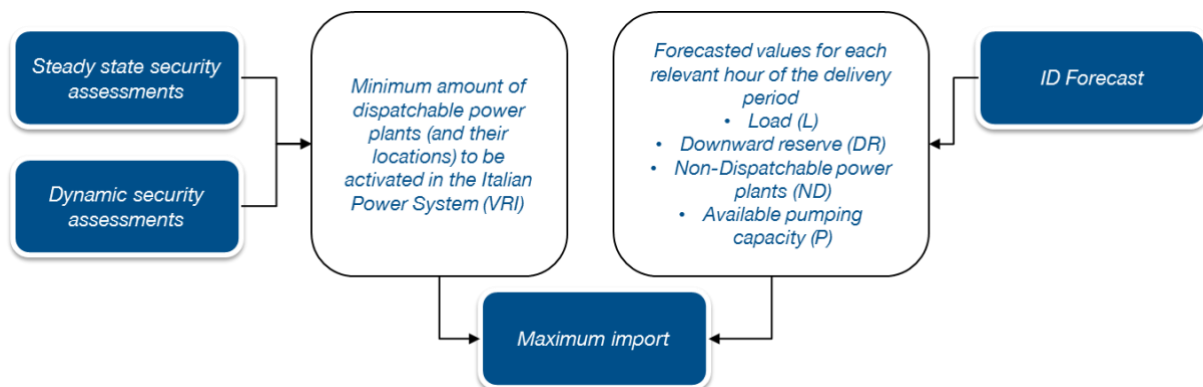 Steady state security
assessments
Dynamic security
assessments
Minimum amount of
dispatchable power
plants (and their
locations) to be
activated in the Italian
Power System (VRI)
Forecasted values for each
relevant hour of the delivery
period
• Load (L)
• Downward reserve (DR)
• Non-Dispatchable power
plants (ND)
• Available pumping
capacity (P)
ID Forecast
Maximum import